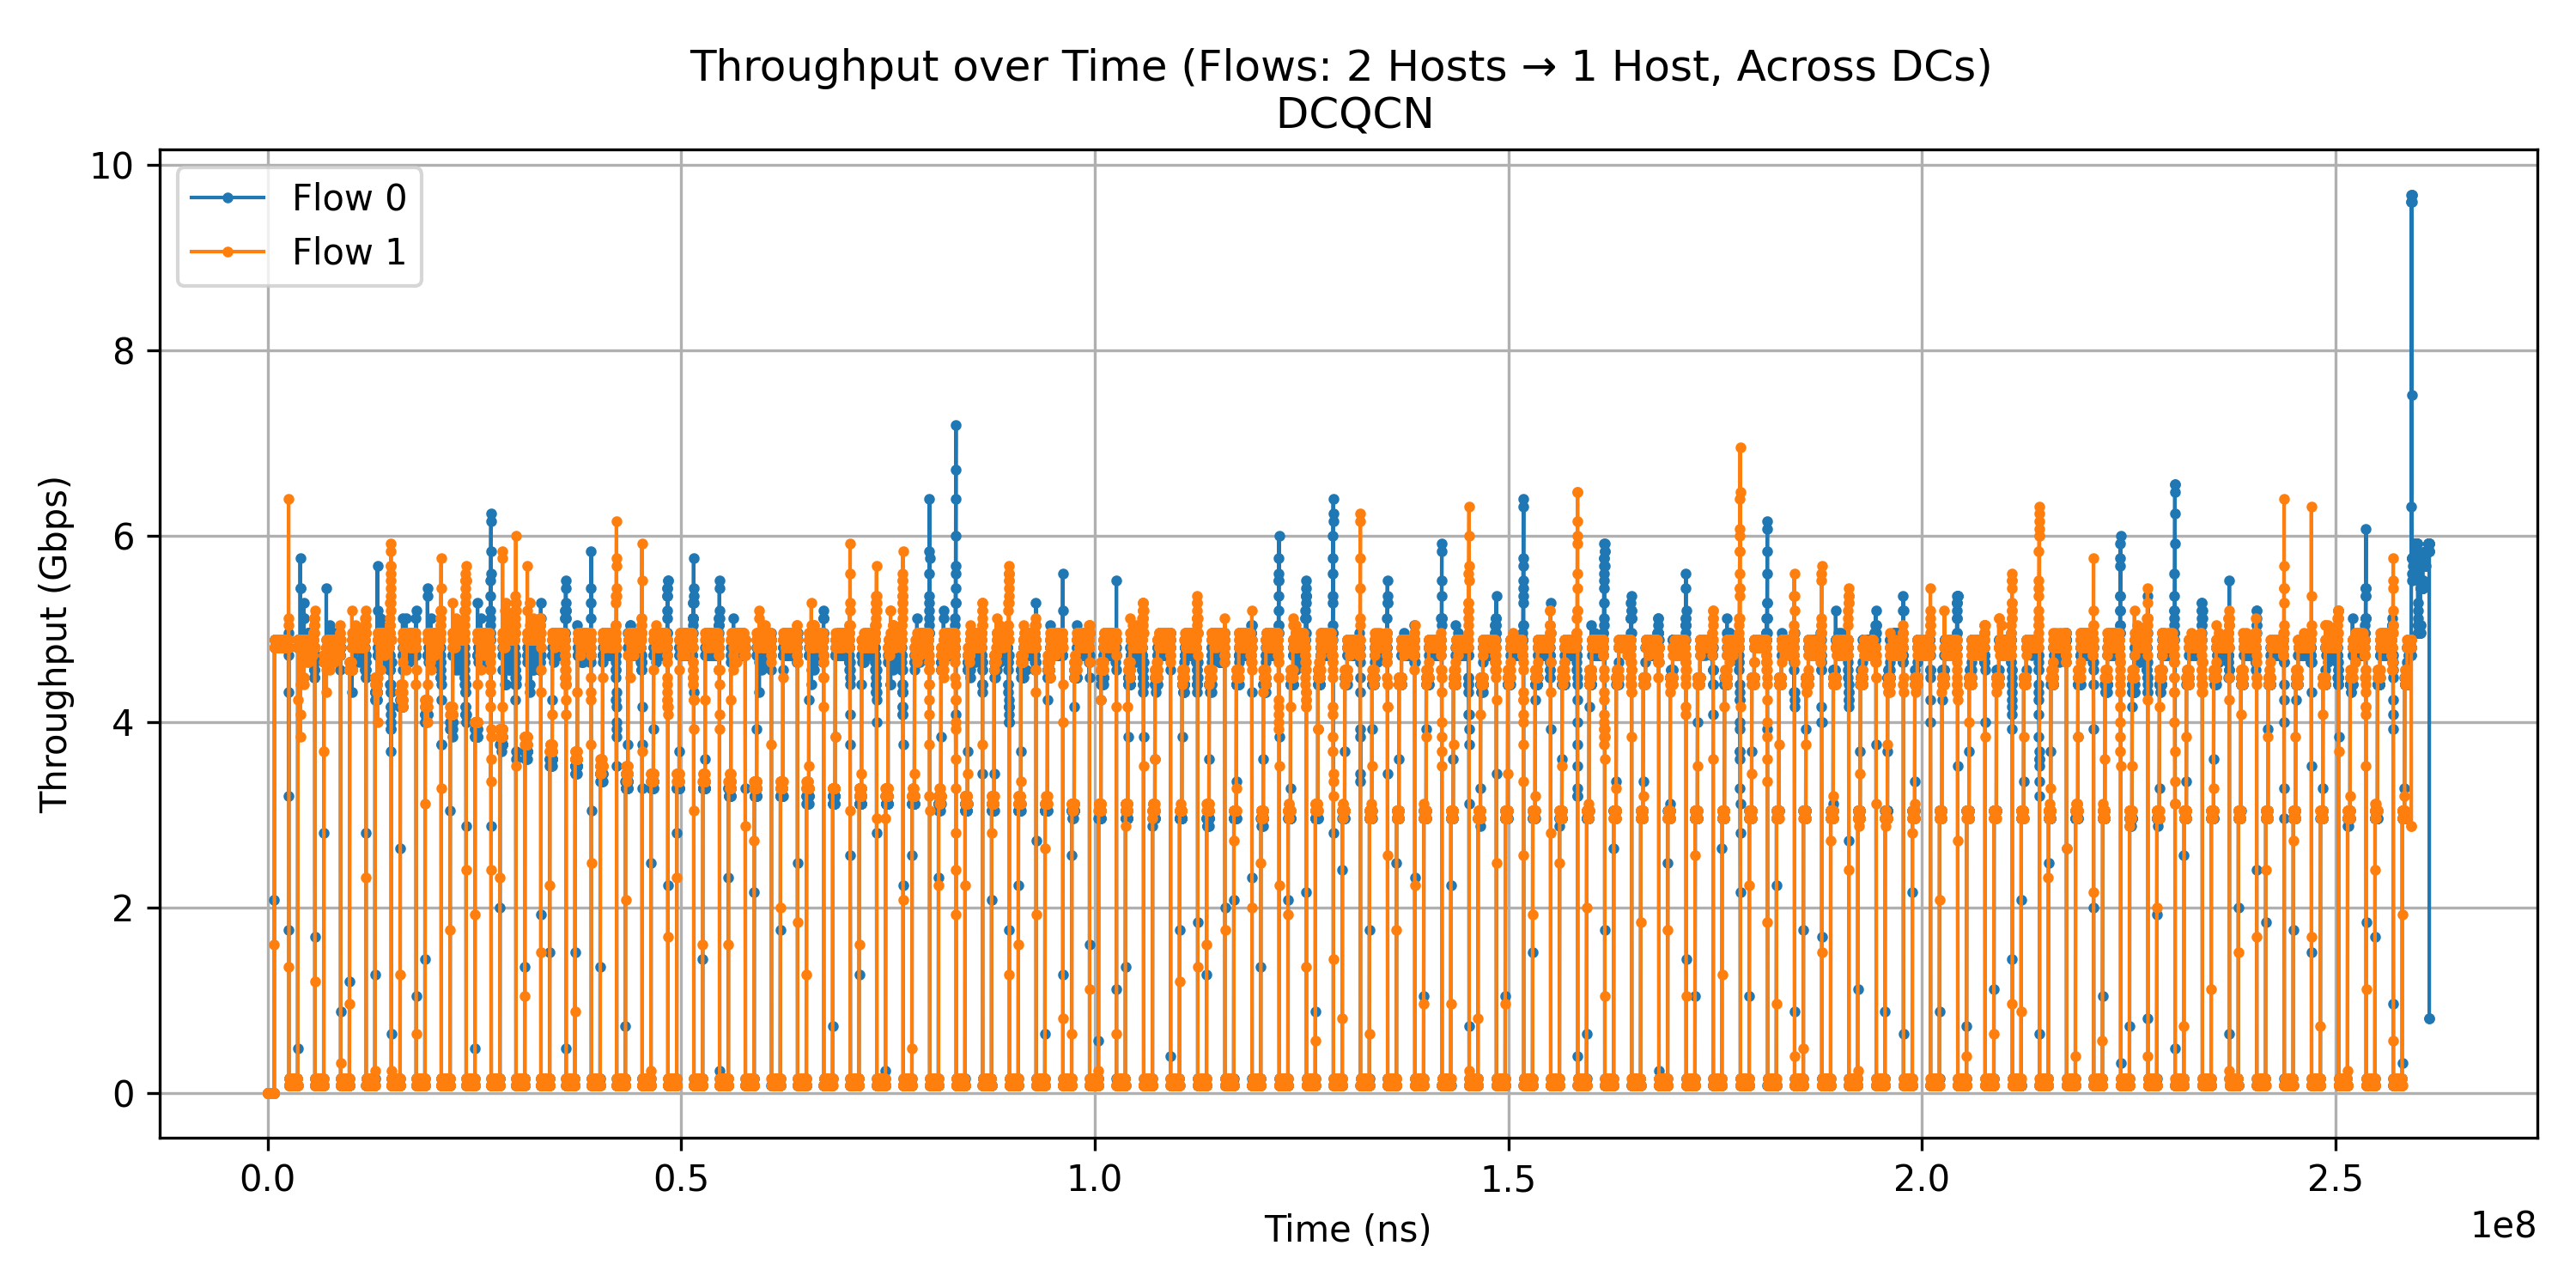 Throughput over Time (Flows: 2 Hosts → 1 Host, Across DCs)
DCQCN
Flow 0
Flow 1
Throughput (Gbps)
10
8
6
4
2
0
0.0
0.5
1.0
1.5
2.0
2.5
Time (ns)
1e8